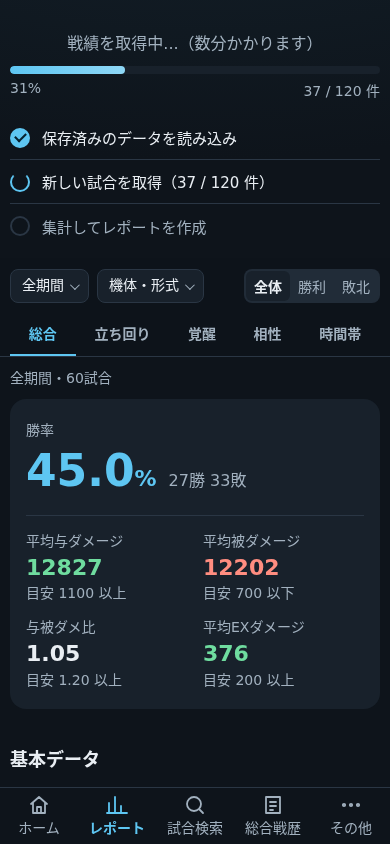 戦績を取得中...（数分かかります）
31%
37 / 120 件
保存済みのデータを読み込み
新しい試合を取得（37 / 120 件）
集計してレポートを作成
全期間 機体・形式 全体 勝利 敗北
総合 立ち回り 覚醒 相性 時間帯
全期間・60試合
勝率
45.0% 27勝 33敗
平均与ダメージ 平均被ダメージ
12827 12202
目安 1100 以上 目安 700 以下
与被ダメ比 平均EXダメージ
1.05 376
目安 1.20 以上 目安 200 以上
基本データ
ホーム レポート 試合検索 総合戦歴 その他